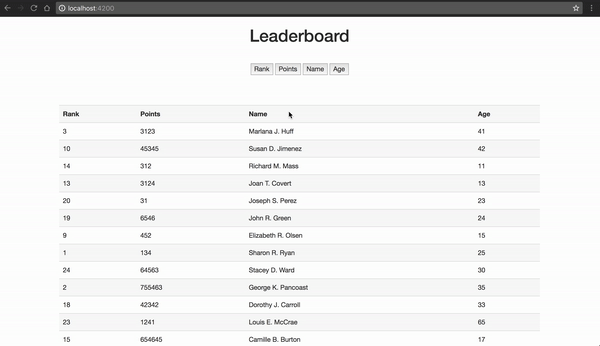 localhost:4200
Leaderboard
Rank Points Name Age
Rank Points Name Age
3 3123 Marlana J. Huff 41
10 45345 Susan D. Jimenez 42
14 312 Richard M. Mass 11
13 3124 Joan T. Covert 13
20 31 Joseph S. Perez 23
19 6546 John R. Green 24
9 452 Elizabeth R. Olsen 15
1 134 Sharon R. Ryan 25
24 64563 Stacey D. Ward 30
2 755463 George K. Pancoast 35
18 42342 Dorothy J. Carroll 33
23 1241 Louis E. McCrae 65
15 654645 Camille B. Burton 17